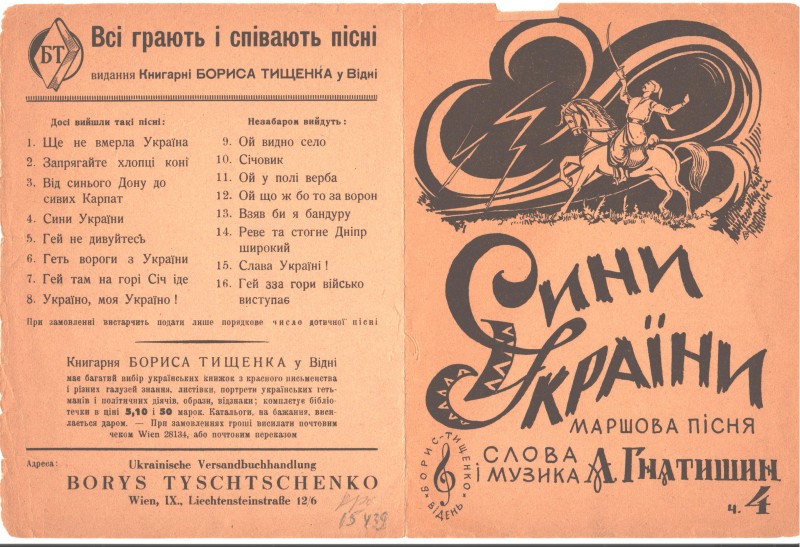 БТ
Всі грають і співають пісні
видання Книгарні БОРИСА ТИЩЕНКА у Відні
Досі вийшли такі пісні:
1. Ще не вмерла Україна
2. Запрягайте хлопці коні
3. Від синього Дону до
сивих Карпат
4. Сини України
5. Гей не дивуйтесь
6. Геть вороги з України
7. Гей там на горі Січ іде
8. Україно, моя Україно !
Незабаром вийдуть:
9. Ой видно село
10. Січовик
11. Ой у полі верба
12. Ой що ж бо то за ворон
13. Взяв би я бандуру
14. Реве та стогне Дніпр
широкий
15. Слава Україні !
16. Гей зза гори військо
виступає
При замовленні вистарчить подати лише порядкове число дотичної пісні
Книгарня БОРИСА ТИЩЕНКА у Відні
має багатий вибір українських книжок з красного письменства
і різних галузей знання, листівки, портрети українських геть-
манів і політичних діячів, образи, відзнаки; комплетує бібліо-
течки в ціні 5,10 і 50 марок. Катальоги, на бажання, виси-
лається даром. — При замовленнях гроші висилати почтовим
чеком Wien 28134, або почтовим переказом
Адреса:
Ukrainische Versandbuchhandlung
BORYS TYSCHTSCHENKO
Wien, IX., Liechtensteinstraße 12/6
15439
Сини
України
маршова пісня
слова
і музика А. Гнатишин
Борис-Тищенко
Відень
ч. 4